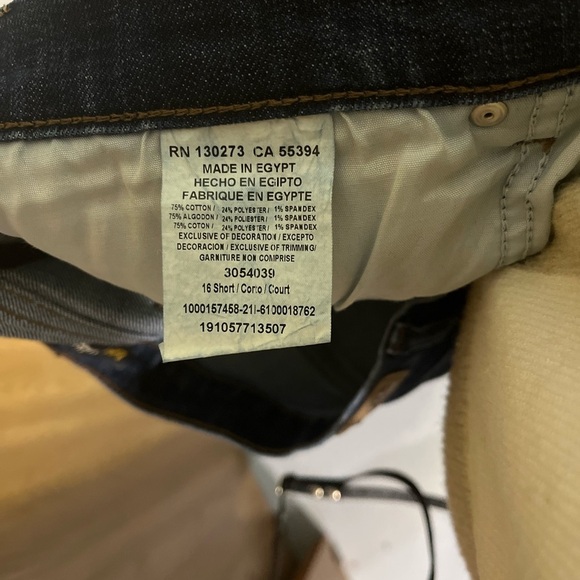 RN 130273 CA 55394
MADE IN EGYPT
HECHO EN EGIPTO
FABRIQUE EN EGYPTE
75% COTTON / 24% POLYESTER / 1% SPANDEX
75% ALGODON / 24% POLIESTER / 1% SPANDEX
75% COTON / 24% POLYESTER / 1% SPANDEX
EXCLUSIVE OF DECORATION / EXCEPTO
DECORACION / EXCLUSIVE OF TRIMMING/
GARNITURE NON COMPRISE
3054039
16 Short / Corto / Court
1000157458-21I-6100018762
191057713507